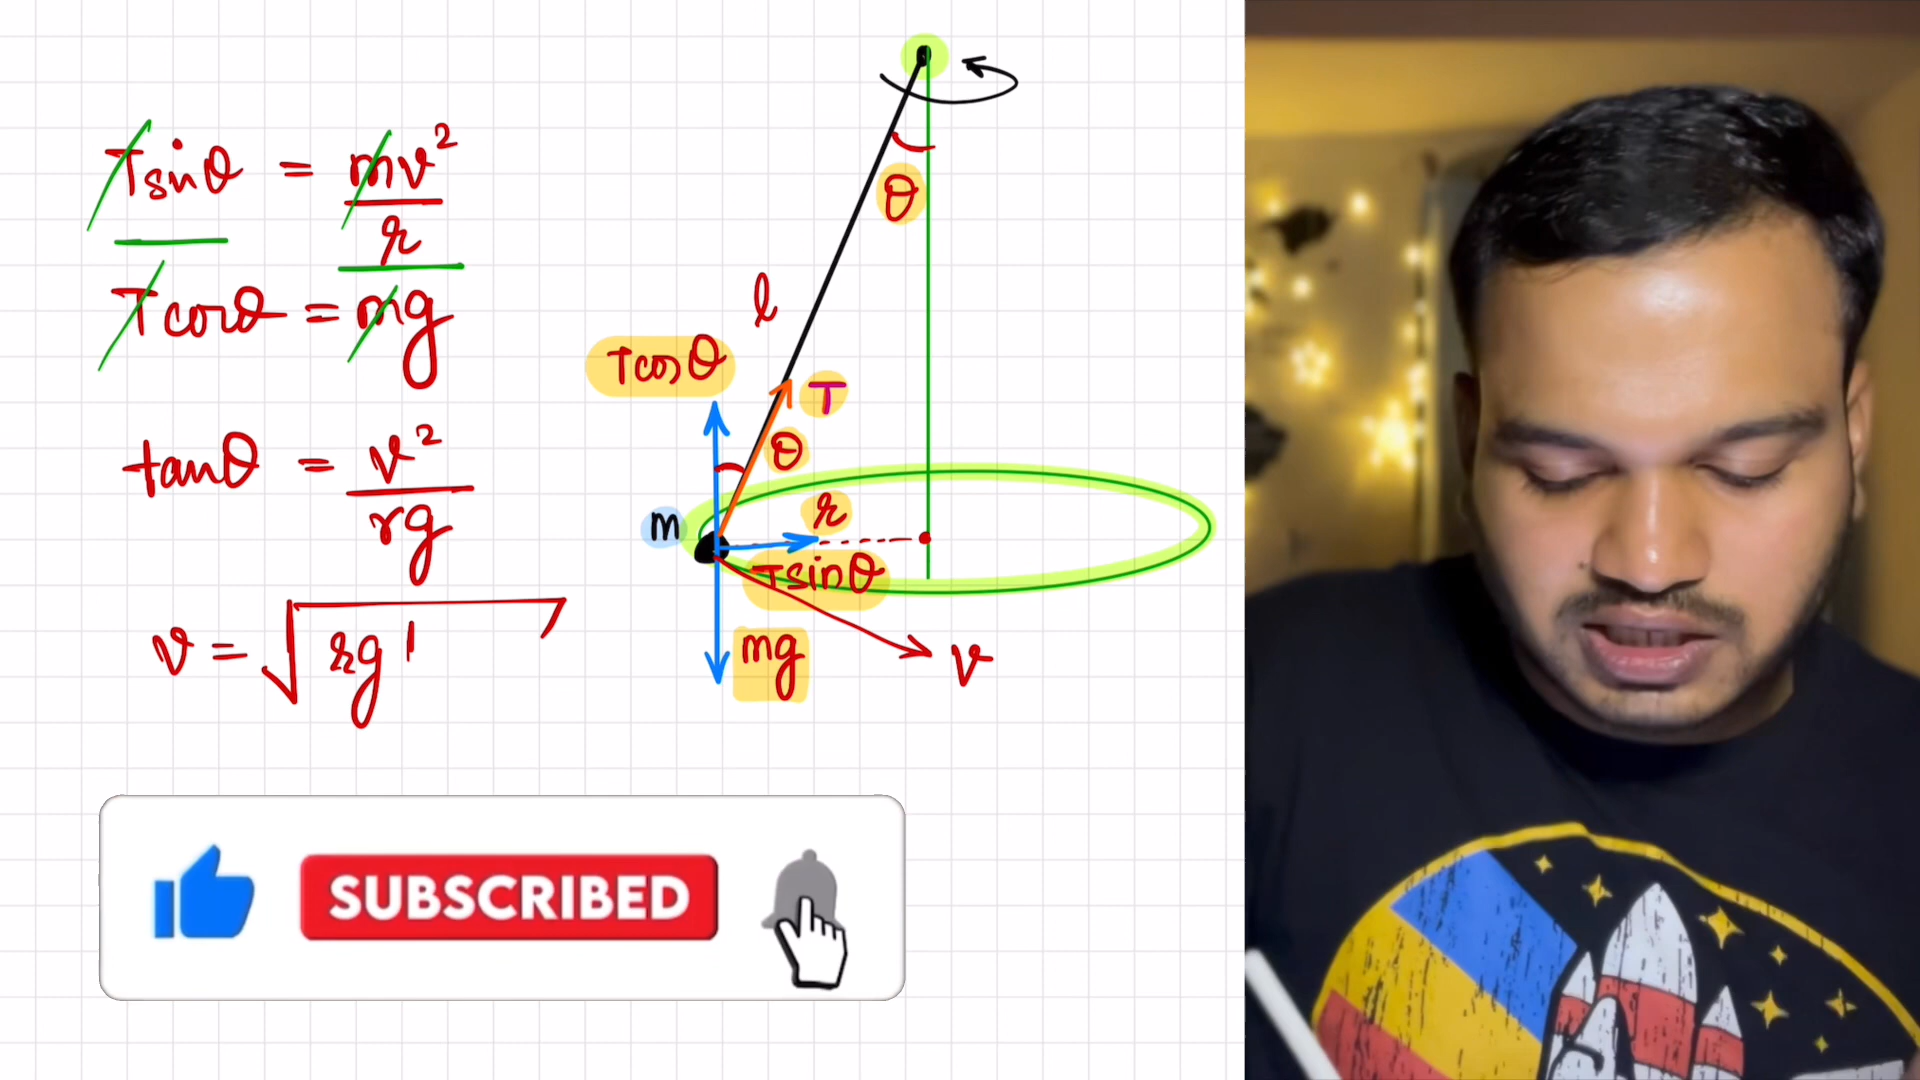 Tsinθ = mv²/r
Tcosθ = mg
tanθ = v²/rg
v = √rg
θ
l
Tcosθ
T
θ
m
r
Tsinθ
mg
v
SUBSCRIBED